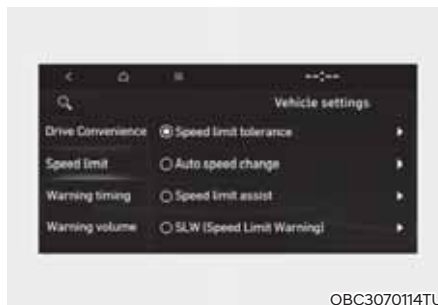 --:--
Vehicle settings
Drive Convenience
Speed limit tolerance
Speed limit
Auto speed change
Warning timing
Speed limit assist
Warning volume
SLW (Speed Limit Warning)
OBC3070114TU